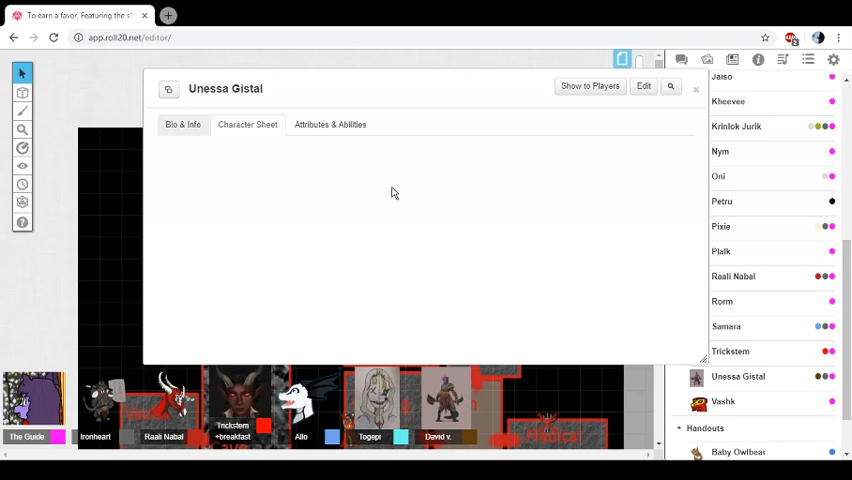 To earn a favor, Featuring the s
app.roll20.net/editor/
Unessa Gistal
Show to Players
Edit
Bio & Info
Character Sheet
Attributes & Abilities
Jaiso
Kheevee
Krinlok Jurik
Nym
Oni
Petru
Pixie
Plalk
Raali Nabal
Rorm
Samara
Trickstem
Unessa Gistal
Vashk
Handouts
Baby Owlbear
Medical
The Guide
Ironheart
Raali Nabal
Trickstem
+breakfast
Allo
Togepi
David v.